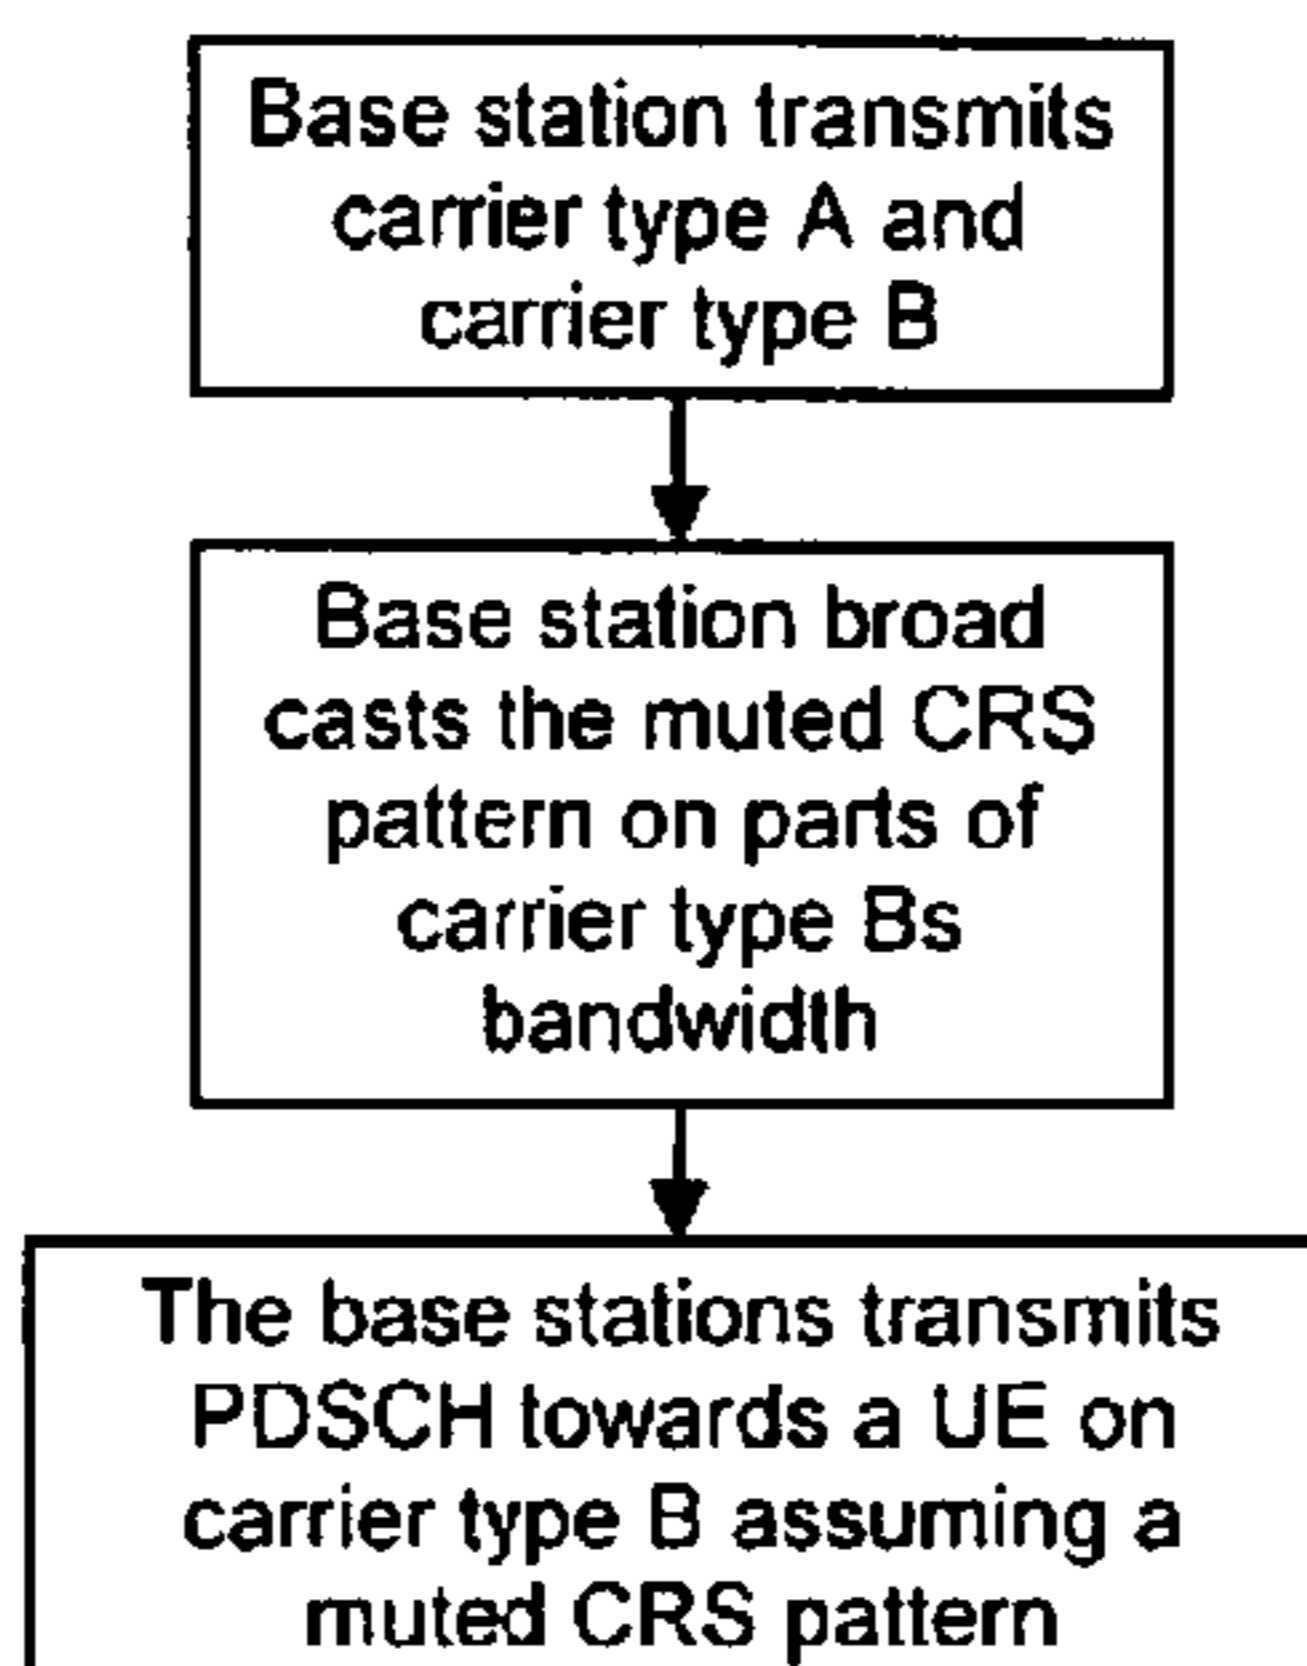 Base station transmits
carrier type A and
carrier type B
Base station broad
casts the muted CRS
pattern on parts of
carrier type Bs
bandwidth
The base stations transmits
PDSCH towards a UE on
carrier type B assuming a
muted CRS pattern